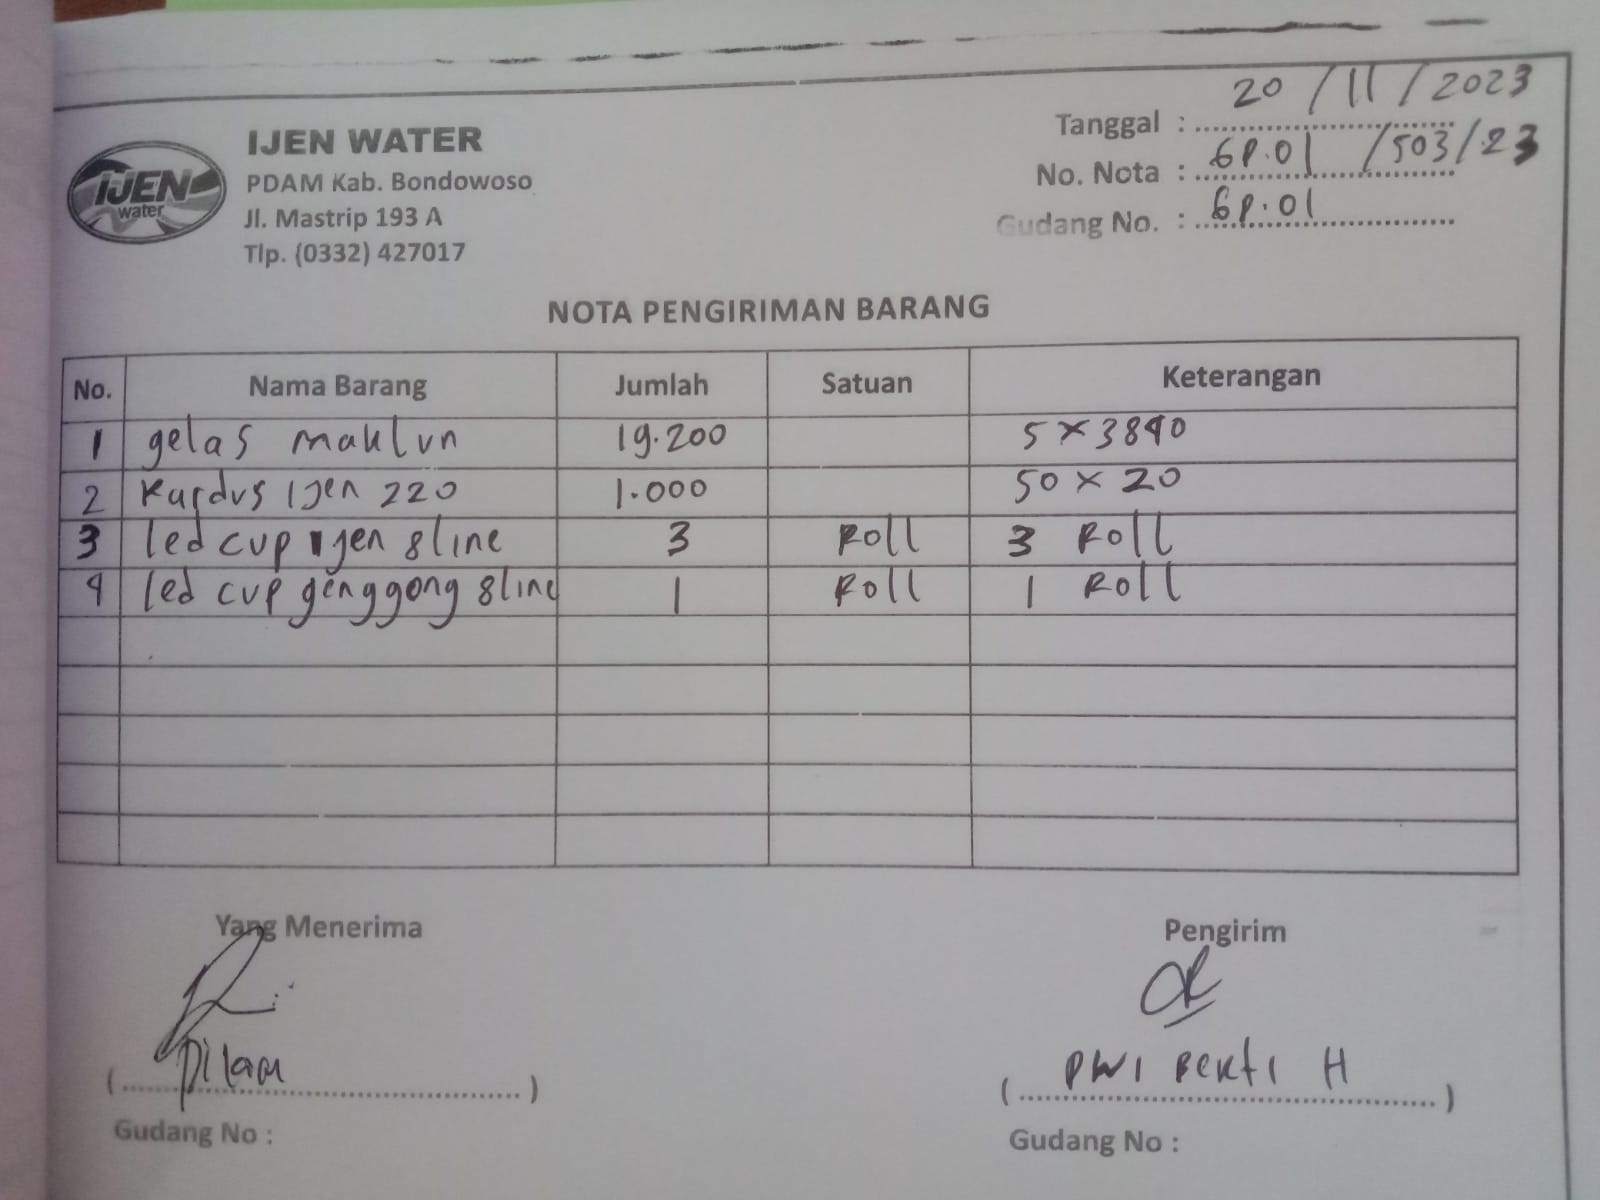 IJEN
water
IJEN WATER
PDAM Kab. Bondowoso
Jl. Mastrip 193 A
Tlp. (0332) 427017
Tanggal : 20 / 11 / 2023
No. Nota : GP.01 / 503 / 23
Gudang No. : GP.01
NOTA PENGIRIMAN BARANG
No. Nama Barang Jumlah Satuan Keterangan
1 gelas maklun 19.200 5 x 3840
2 Kardus Ijen 220 1.000 50 x 20
3 led cup ijen 8line 3 Roll 3 Roll
4 led cup genggong 8line 1 Roll 1 Roll
Yang Menerima Pengirim
( Dilam ) ( DWI BEKTI H )
Gudang No : Gudang No :